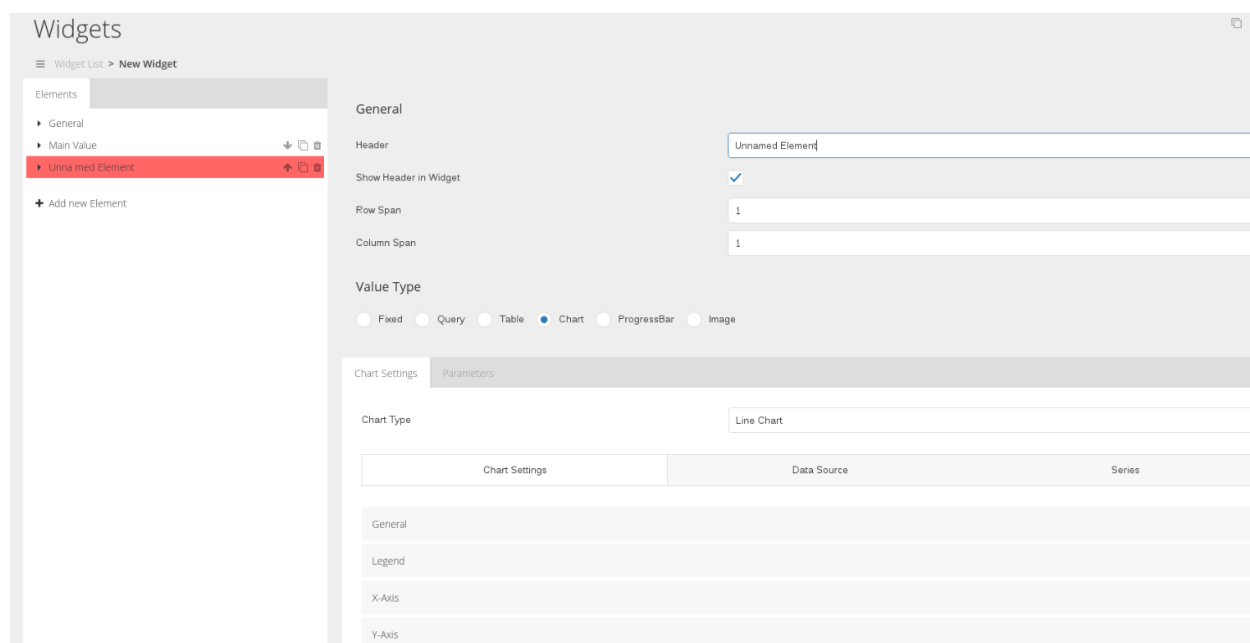 Widgets
Widget List > New Widget
Elements
General
Main Value
Unna med Element
Add new Element
General
Header
Unnamed Element
Show Header in Widget
Row Span
1
Column Span
1
Value Type
Fixed Query Table Chart ProgressBar Image
Chart Settings Parameters
Chart Type
Line Chart
Chart Settings Data Source Series
General
Legend
X-Axis
Y-Axis